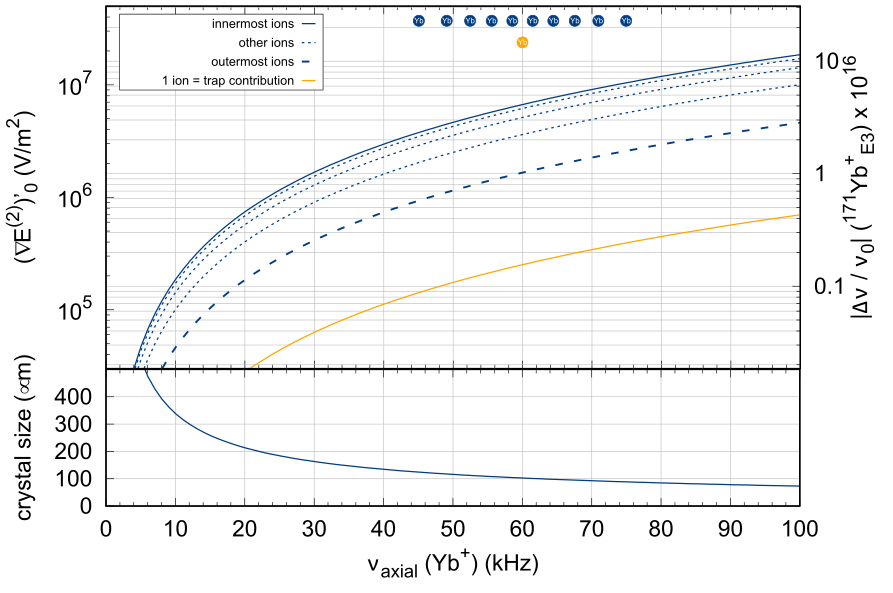 innermost ions
other ions
outermost ions
1 ion = trap contribution
Yb Yb Yb Yb Yb Yb Yb Yb Yb Yb
Yb
(∇E(2))'0 (V/m2)
107
106
105
|Δν / ν0| (171Yb+E3) x 1016
10
1
0.1
crystal size (∝m)
400
300
200
100
0
0 10 20 30 40 50 60 70 80 90 100
νaxial (Yb+) (kHz)